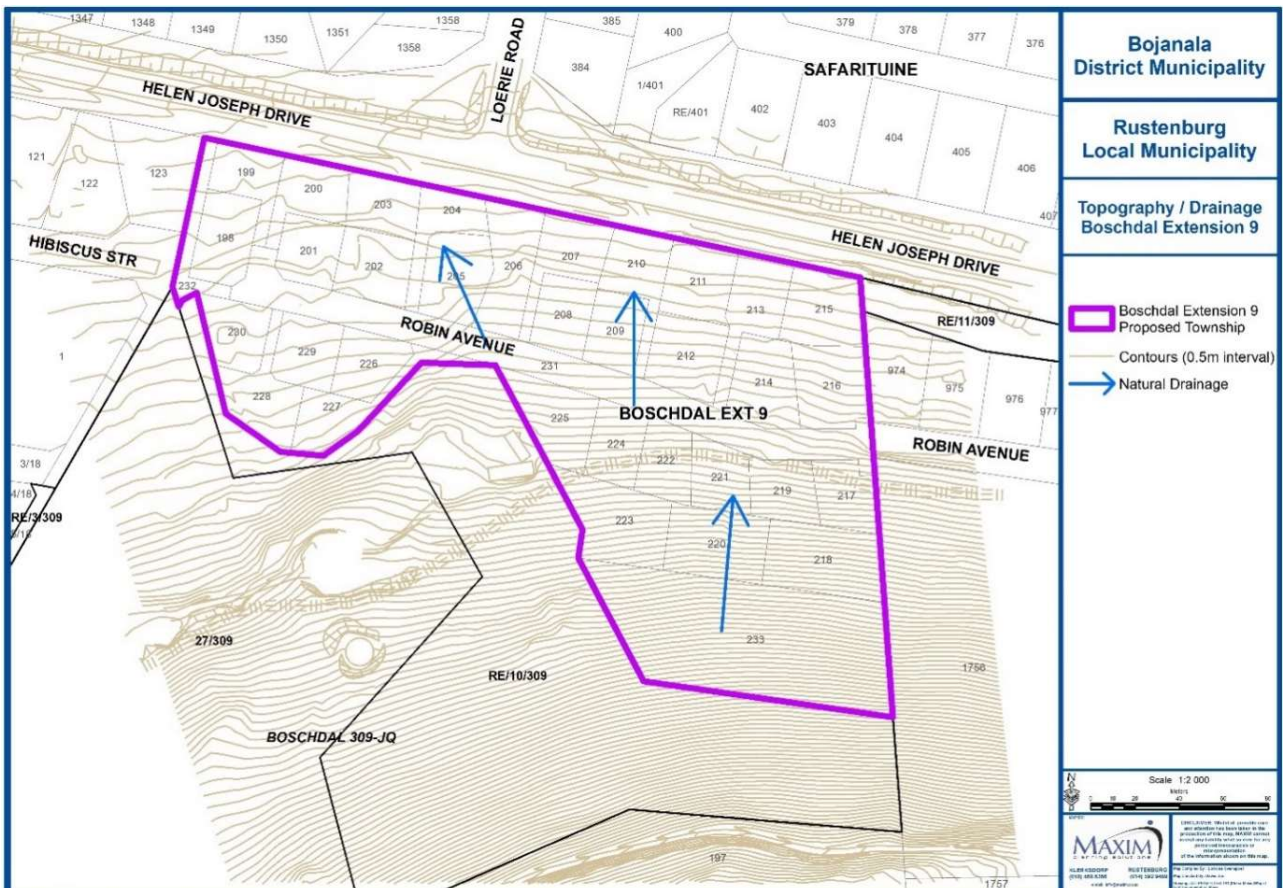 1347
1348
1349
1350
1351
1358
1358
385
400
384
1/401
RE/401
SAFARITUINE
402
403
404
405
406
407
379
378
377
376
LOERIE ROAD
HELEN JOSEPH DRIVE
121
122
123
199
200
203
204
198
201
202
205
206
207
210
211
213
215
HELEN JOSEPH DRIVE
HIBISCUS STR
232
230
229
226
228
227
ROBIN AVENUE
231
208
209
212
214
216
RE/11/309
974
975
976
977
BOSCHDAL EXT 9
ROBIN AVENUE
225
224
222
221
219
217
223
220
218
233
1
3/18
4/18
RE/3/309
27/309
RE/10/309
BOSCHDAL 309-JQ
1756
197
1757
Bojanala
District Municipality
Rustenburg
Local Municipality
Topography / Drainage
Boschdal Extension 9
Boschdal Extension 9
Proposed Township
Contours (0.5m interval)
Natural Drainage
N
Scale 1:2 000
Meters
MAXIM
KLERKSDORP
RUSTENBURG